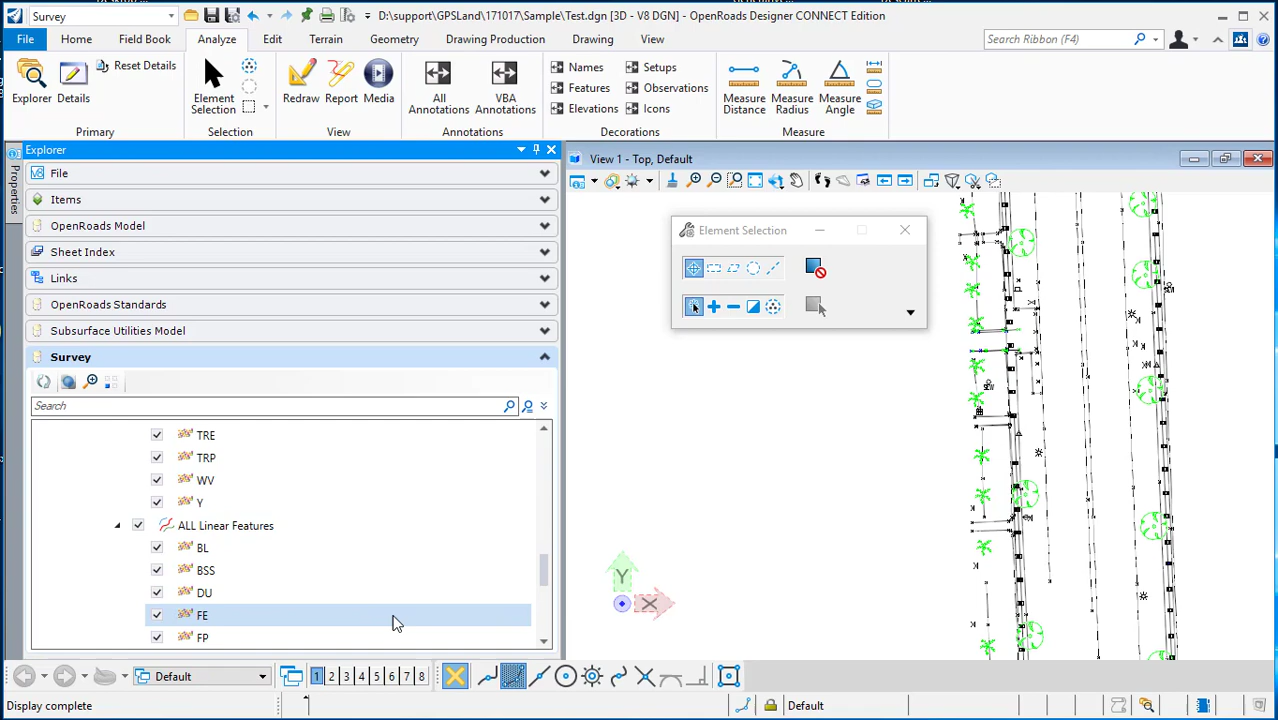 Survey
D:\support\GPSLand\171017\Sample\Test.dgn [3D - V8 DGN] - OpenRoads Designer CONNECT Edition
File Home Field Book Analyze Edit Terrain Geometry Drawing Production Drawing View Search Ribbon (F4)
Explorer Details Reset Details
Primary
Element Selection
Selection
Redraw Report Media
View
All Annotations VBA Annotations
Annotations
Names Setups
Features Observations
Elevations Icons
Decorations
Measure Distance Measure Radius Measure Angle
Measure
Properties
Explorer
File
Items
OpenRoads Model
Sheet Index
Links
OpenRoads Standards
Subsurface Utilities Model
Survey
Search
TRE
TRP
WV
Y
ALL Linear Features
BL
BSS
DU
FE
FP
View 1 - Top, Default
Element Selection
Y
X
Default 1 2 3 4 5 6 7 8
Display complete Default